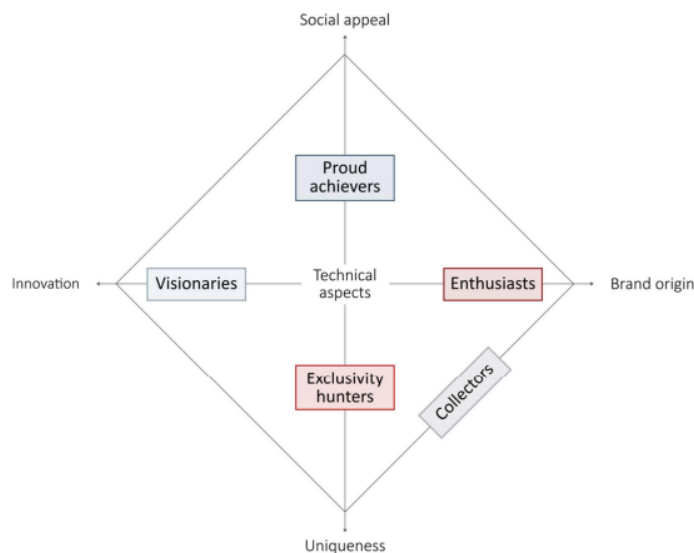 Social appeal
Proud
achievers
Innovation
Visionaries
Technical
aspects
Enthusiasts
Brand origin
Exclusivity
hunters
Collectors
Uniqueness